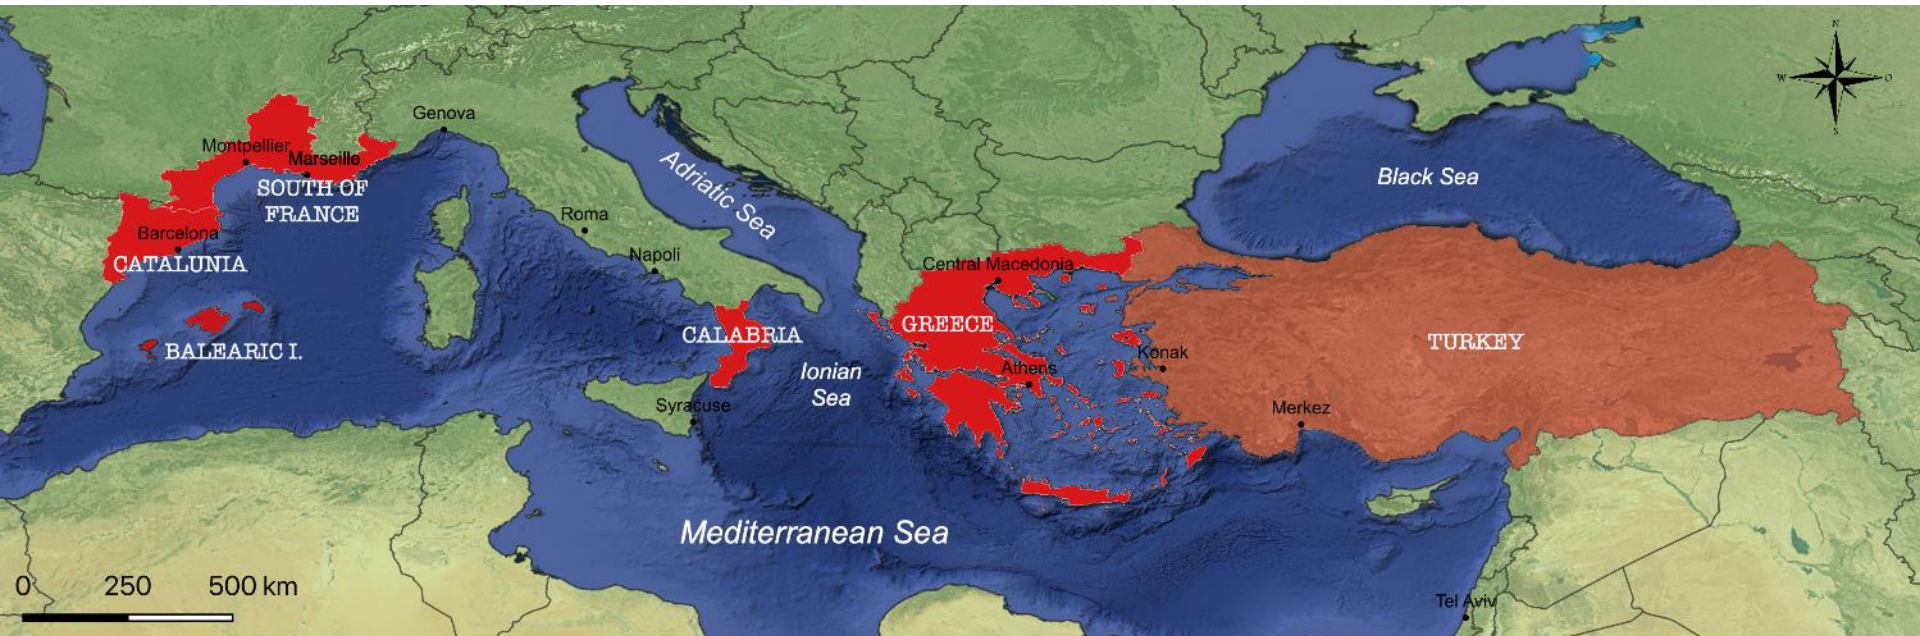 N
W
O
S
Genova
Montpellier
Marseille
SOUTH OF
FRANCE
Adriatic Sea
Black Sea
Roma
Barcelona
CATALUNIA
Napoli
Central Macedonia
CALABRIA
GREECE
TURKEY
BALEARIC I.
Konak
Ionian
Sea
Athens
Syracuse
Merkez
Mediterranean Sea
0 250 500 km
Tel Aviv